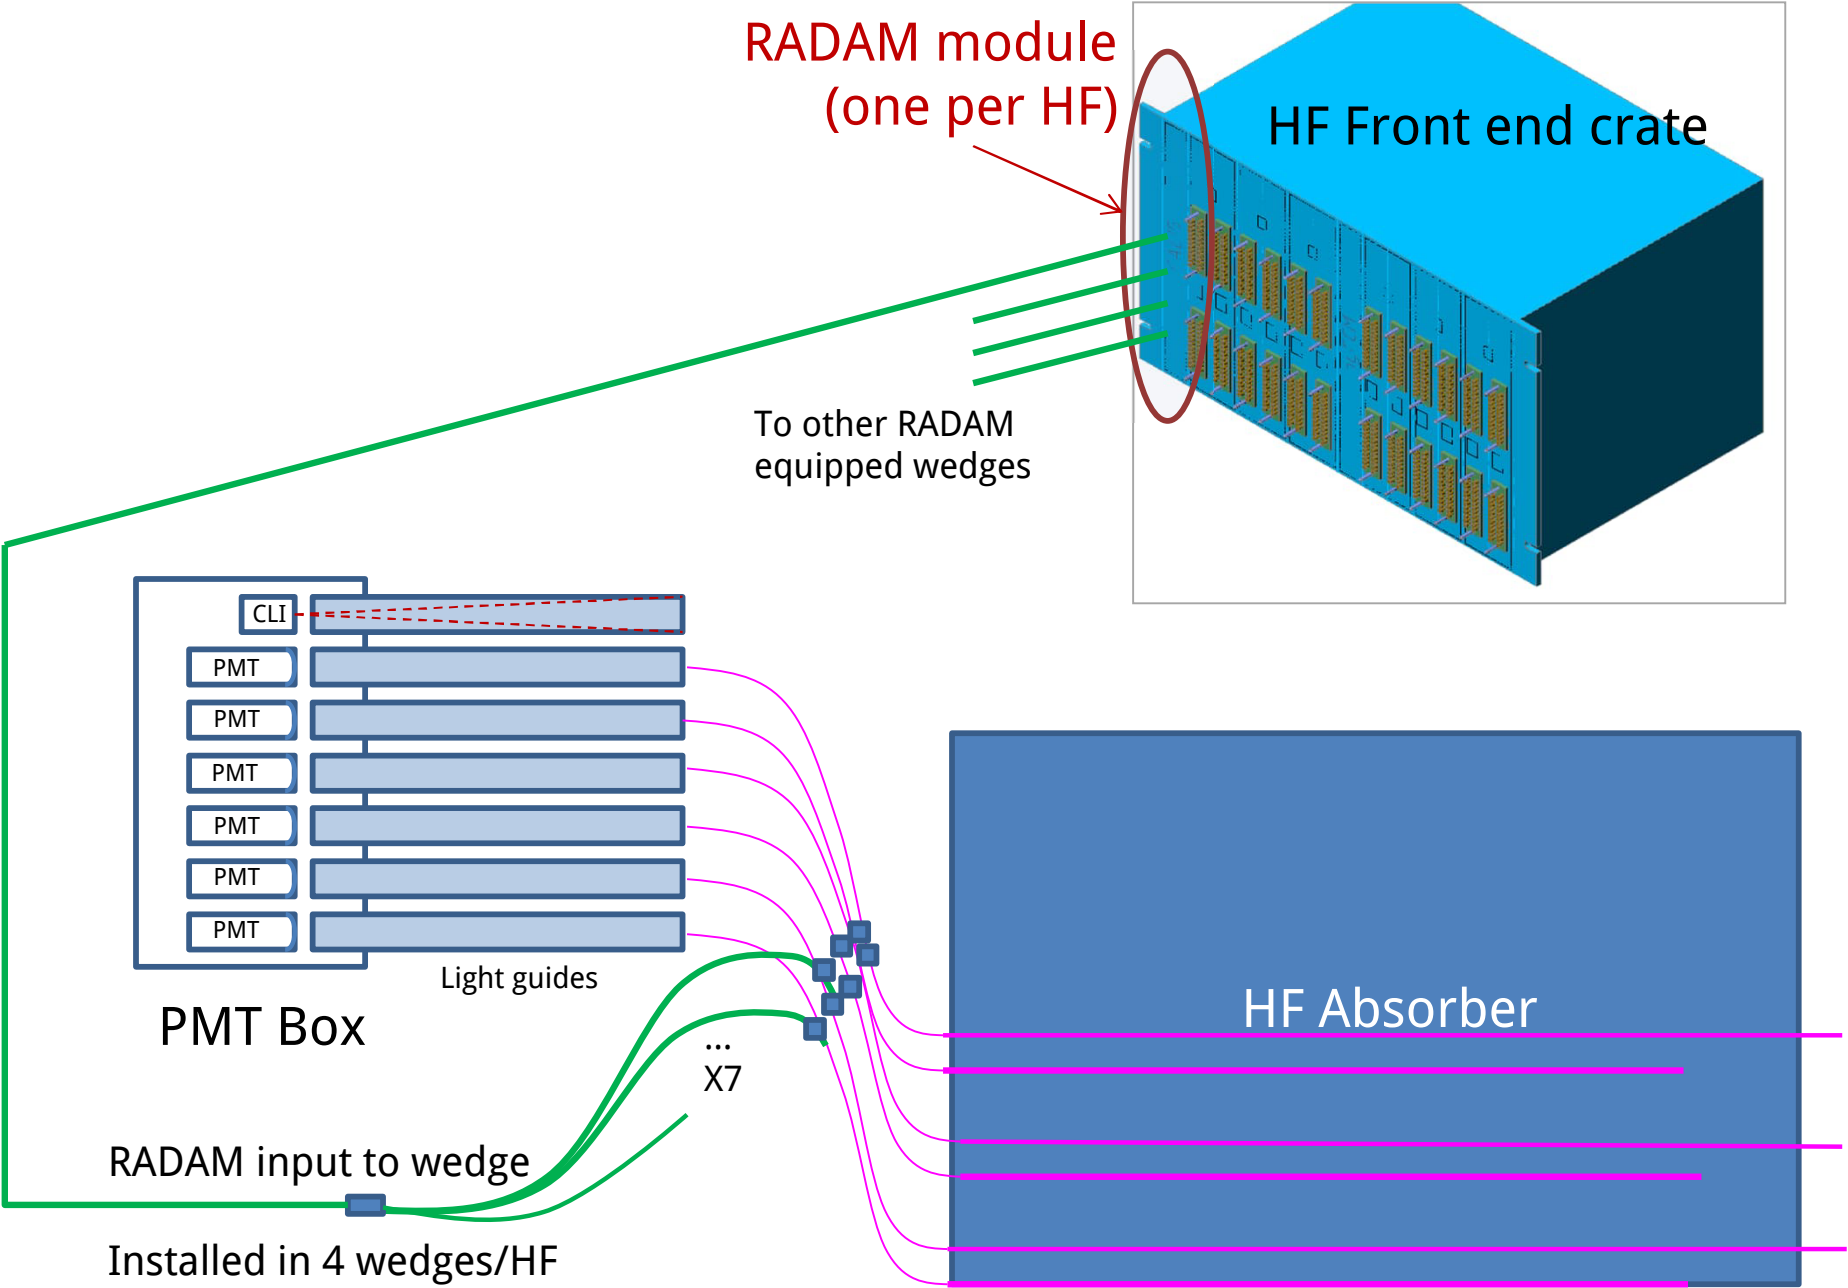 RADAM module
(one per HF)
HF Front end crate
To other RADAM
equipped wedges
CLI
PMT
PMT
PMT
PMT
PMT
PMT
Light guides
PMT Box
...
X7
HF Absorber
RADAM input to wedge
Installed in 4 wedges/HF